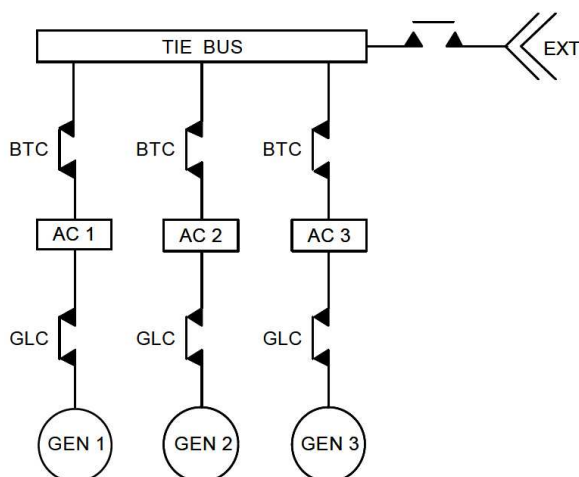 TIE BUS
EXT
BTC BTC BTC
AC 1 AC 2 AC 3
GLC GLC GLC
GEN 1 GEN 2 GEN 3